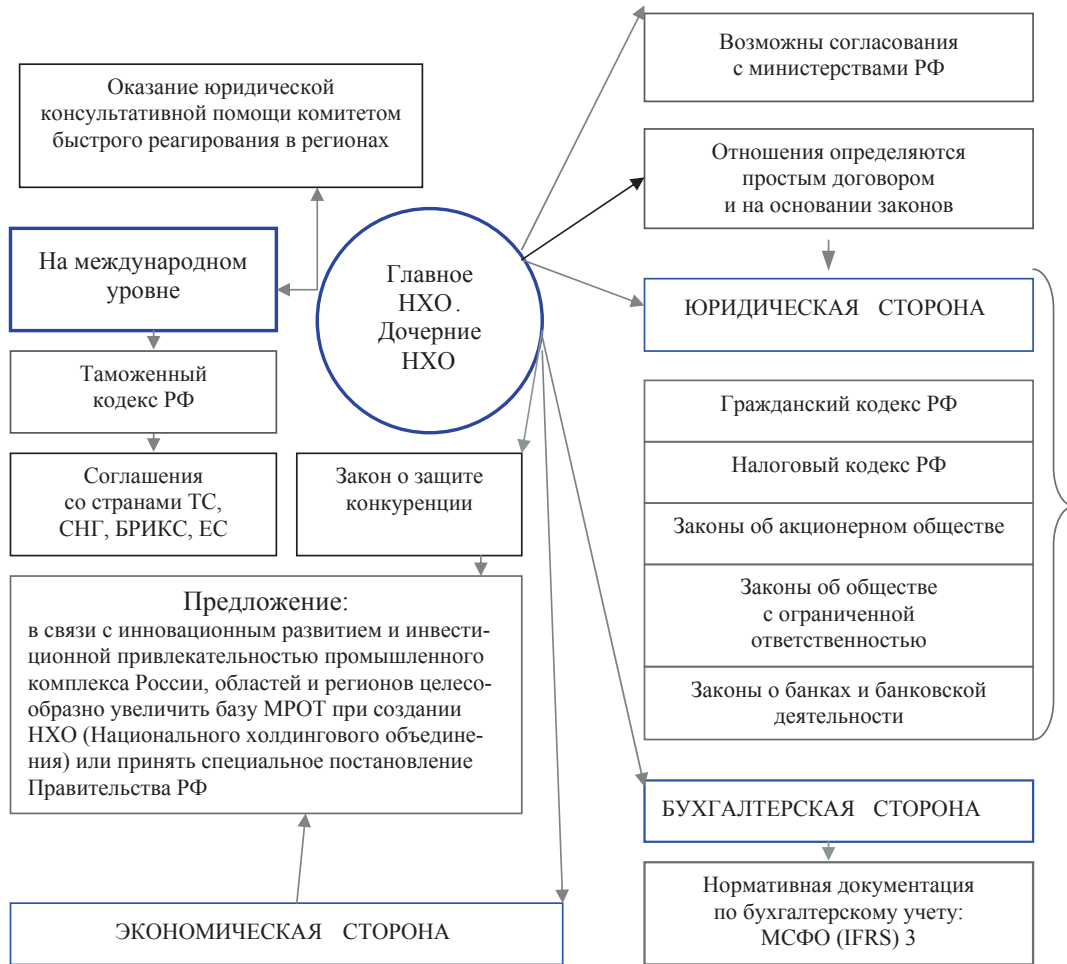 Оказание юридической
консультативной помощи комитетом
быстрого реагирования в регионах
На международном
уровне
Таможенный
кодекс РФ
Соглашения
со странами ТС,
СНГ, БРИКС, ЕС
Главное
НХО.
Дочерние
НХО
Закон о защите
конкуренции
Предложение:
в связи с инновационным развитием и инвести-
ционной привлекательностью промышленного
комплекса России, областей и регионов целесо-
образно увеличить базу МРОТ при создании
НХО (Национального холдингового объедине-
ния) или принять специальное постановление
Правительства РФ
ЭКОНОМИЧЕСКАЯ СТОРОНА
Возможны согласования
с министерствами РФ
Отношения определяются
простым договором
и на основании законов
ЮРИДИЧЕСКАЯ СТОРОНА
Гражданский кодекс РФ
Налоговый кодекс РФ
Законы об акционерном обществе
Законы об обществе
с ограниченной
ответственностью
Законы о банках и банковской
деятельности
БУХГАЛТЕРСКАЯ СТОРОНА
Нормативная документация
по бухгалтерскому учету:
МСФО (IFRS) 3